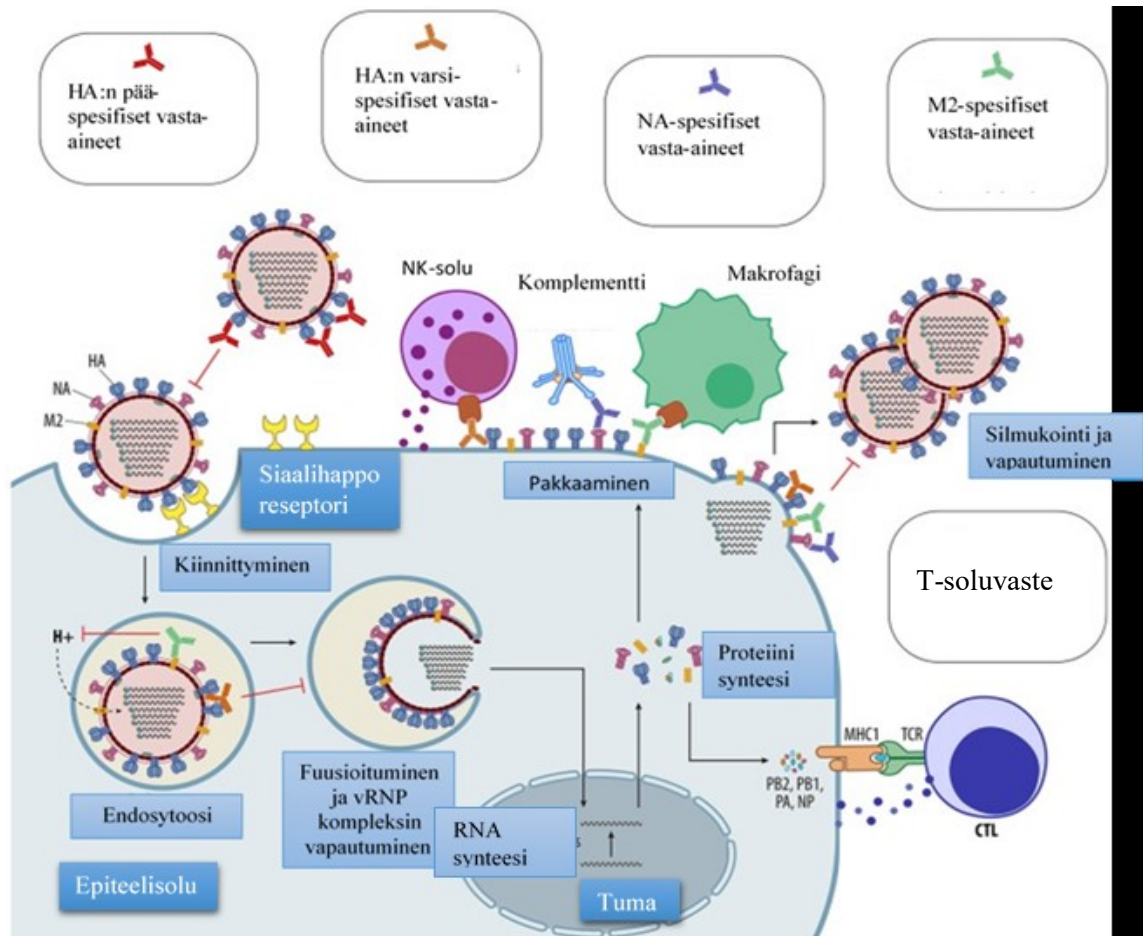 HA:n pää-
spesifiset vasta-
aineet
HA:n varsi-
spesifiset vasta-
aineet
NA-spesifiset
vasta-aineet
M2-spesifiset
vasta-aineet
NK-solu
Komplementti
Makrofagi
HA
NA
M2
Siaalihappo
reseptori
Pakkaaminen
Silmukointi ja
vapautuminen
Kiinnittyminen
T-soluvaste
H+
Proteiini
synteesi
MHC1
TCR
PB2, PB1,
PA, NP
CTL
Endosytoosi
Fuusioituminen
ja vRNP
kompleksin
vapautuminen
RNA
synteesi
s
Epiteelisolu
Tuma